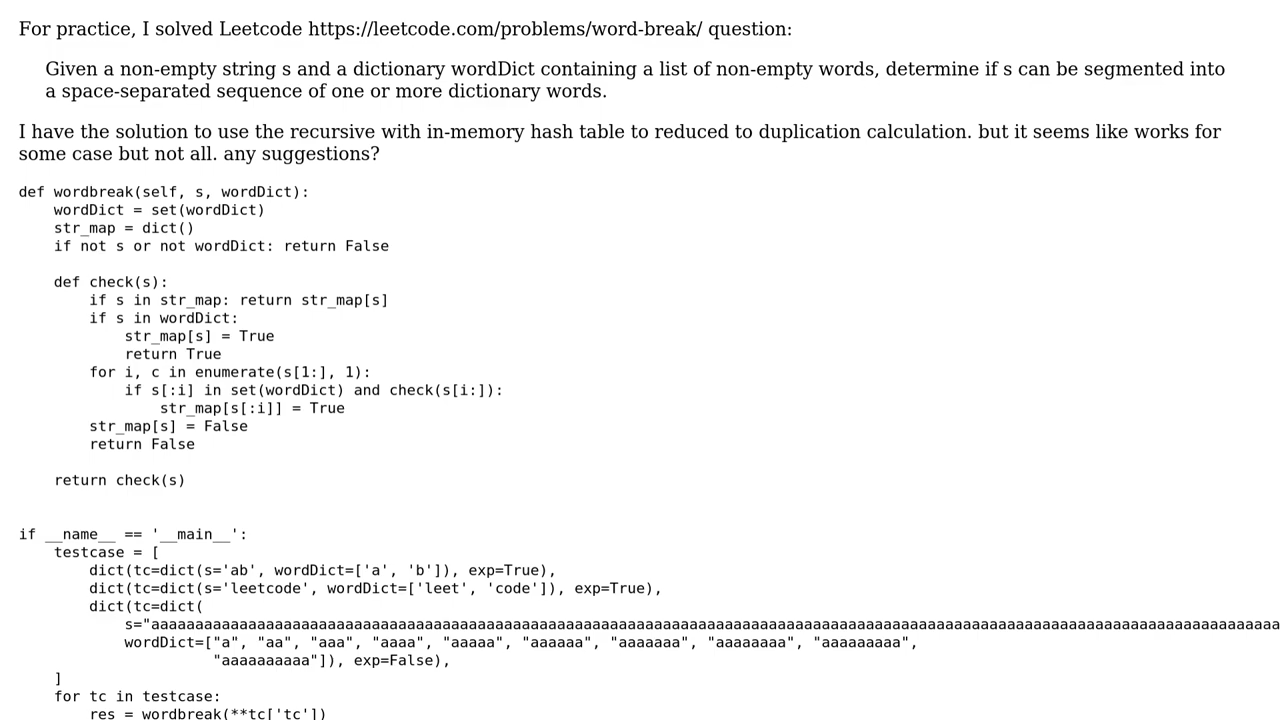 For practice, I solved Leetcode https://leetcode.com/problems/word-break/ question:
Given a non-empty string s and a dictionary wordDict containing a list of non-empty words, determine if s can be segmented into
a space-separated sequence of one or more dictionary words.
I have the solution to use the recursive with in-memory hash table to reduced to duplication calculation. but it seems like works for
some case but not all. any suggestions?
def wordbreak(self, s, wordDict):
    wordDict = set(wordDict)
    str_map = dict()
    if not s or not wordDict: return False
    def check(s):
        if s in str_map: return str_map[s]
        if s in wordDict:
            str_map[s] = True
            return True
        for i, c in enumerate(s[1:], 1):
            if s[:i] in set(wordDict) and check(s[i:]):
                str_map[s[:i]] = True
        str_map[s] = False
        return False
    return check(s)
if __name__ == '__main__':
    testcase = [
        dict(tc=dict(s='ab', wordDict=['a', 'b']), exp=True),
        dict(tc=dict(s='leetcode', wordDict=['leet', 'code']), exp=True),
        dict(tc=dict(
            s="aaaaaaaaaaaaaaaaaaaaaaaaaaaaaaaaaaaaaaaaaaaaaaaaaaaaaaaaaaaaaaaaaaaaaaaaaaaaaaaaaaaaaaaaaaaaaaaaaaaaaaaaaaaaaaaaaaaaaaaaaaaaaaaa
            wordDict=["a", "aa", "aaa", "aaaa", "aaaaa", "aaaaaa", "aaaaaaa", "aaaaaaaa", "aaaaaaaaa",
                      "aaaaaaaaaa"]), exp=False),
    ]
    for tc in testcase:
        res = wordbreak(**tc['tc'])